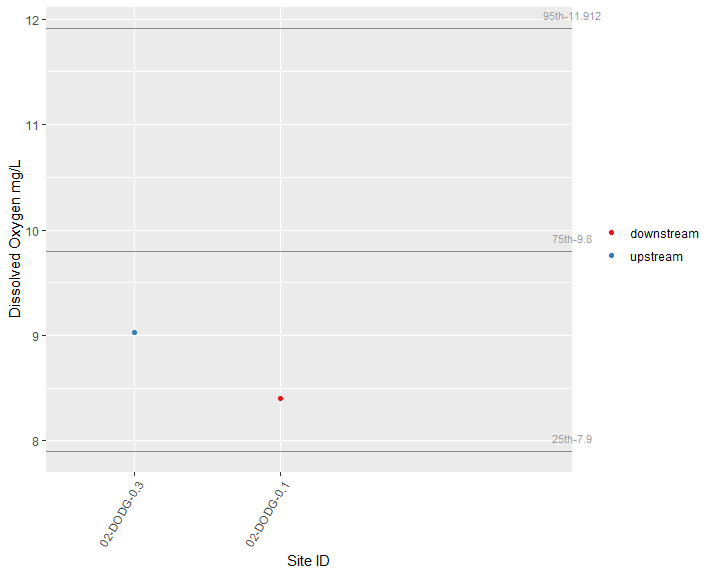 95th-11.912
12
11
10
9
8
75th-9.8
25th-7.9
Dissolved Oxygen mg/L
02-DODG-0.3
02-DODG-0.1
Site ID
downstream
upstream